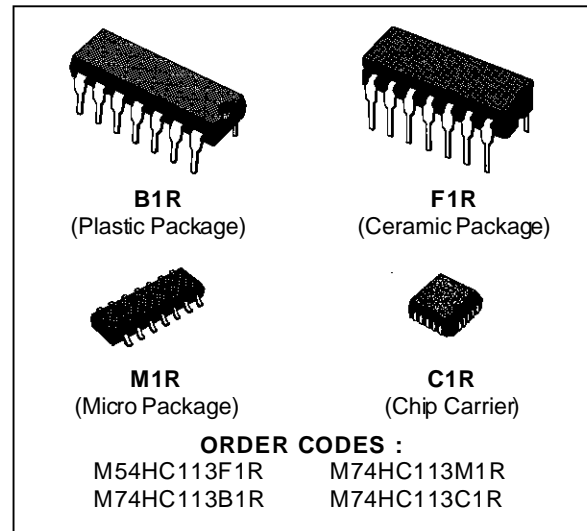 B1R
(Plastic Package)
F1R
(Ceramic Package)
M1R
(Micro Package)
C1R
(Chip Carrier)
ORDER CODES :
M54HC113F1R M74HC113M1R
M74HC113B1R M74HC113C1R